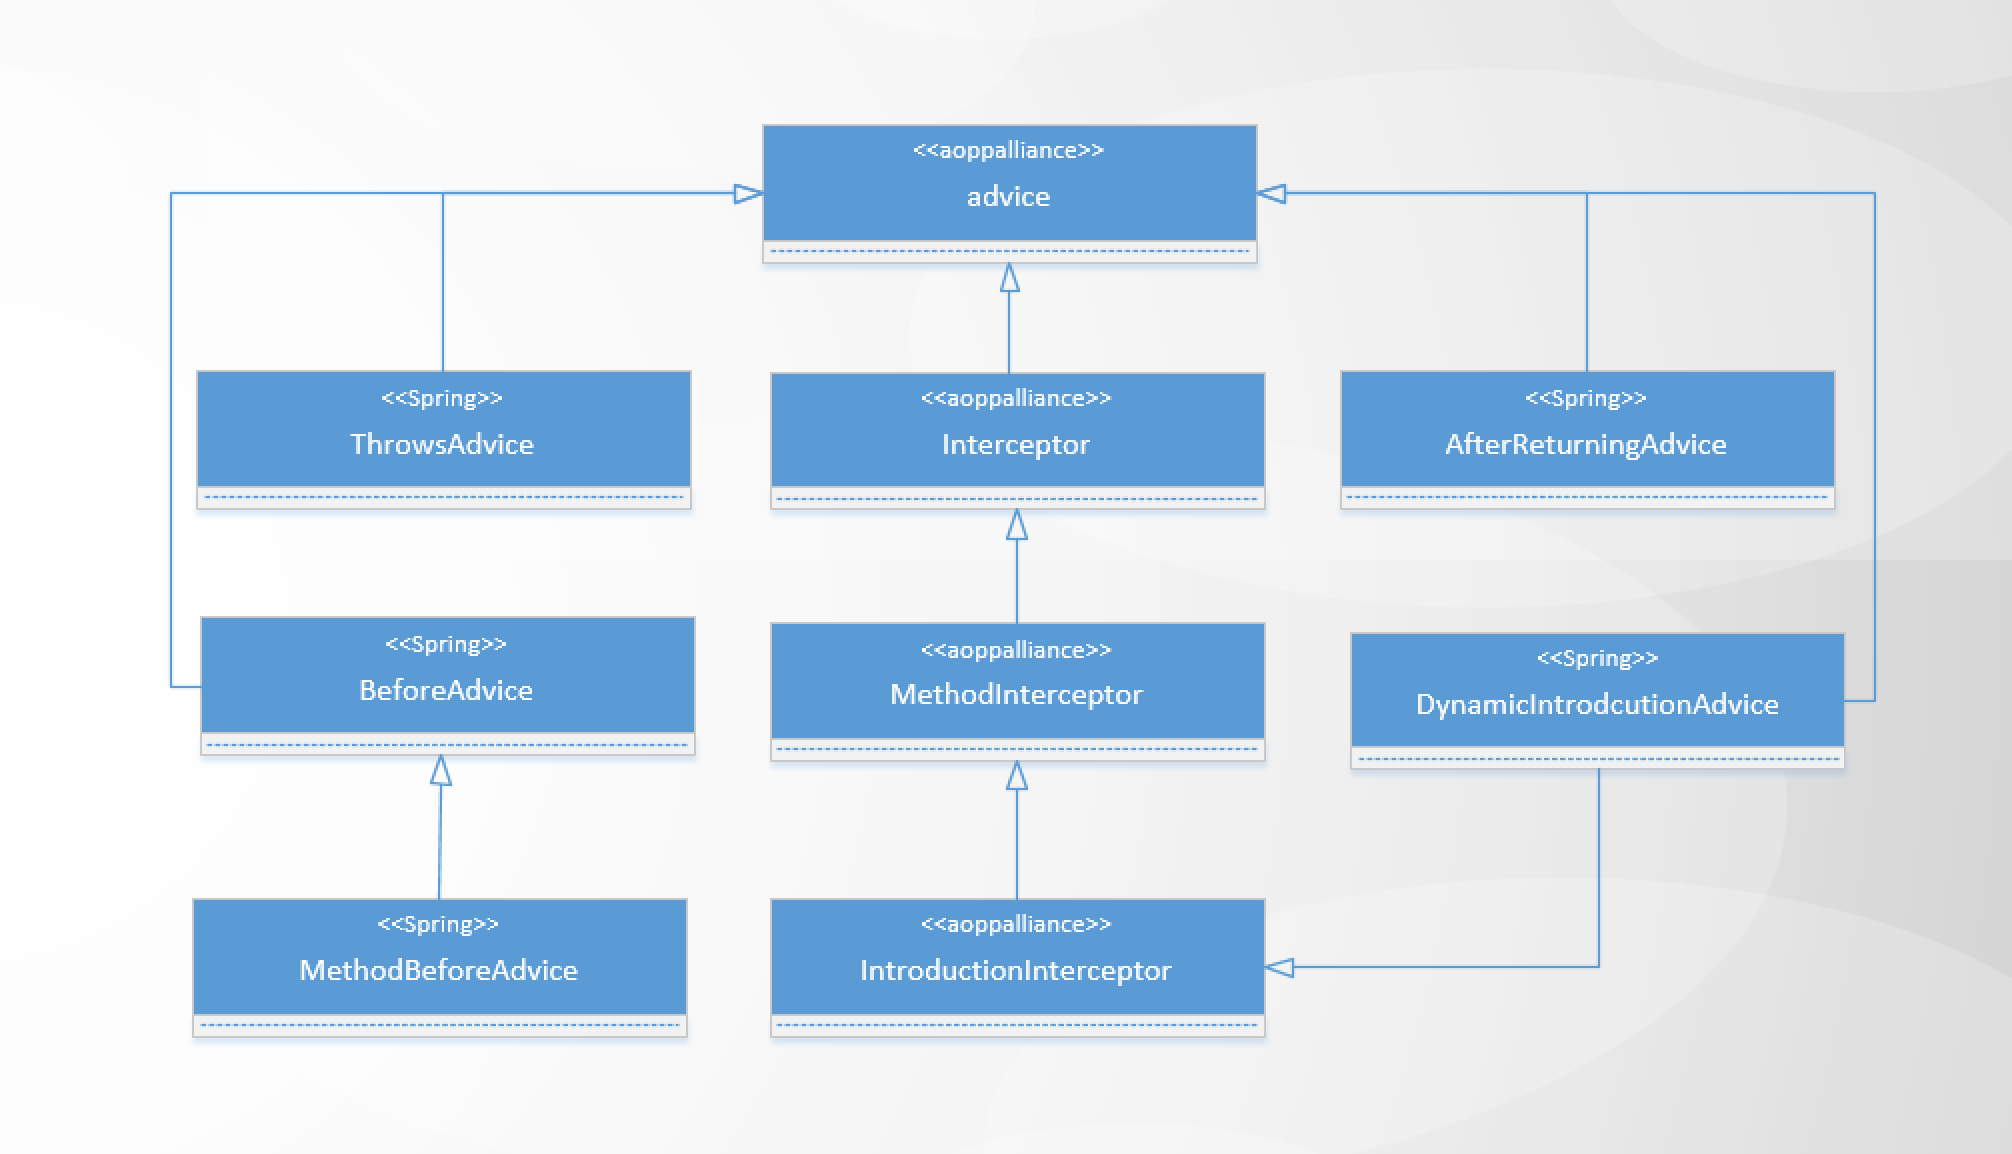 <<aoppalliance>>
advice
<<Spring>>
ThrowsAdvice
<<aoppalliance>>
Interceptor
<<Spring>>
AfterReturningAdvice
<<Spring>>
BeforeAdvice
<<aoppalliance>>
MethodInterceptor
<<Spring>>
DynamicIntrodcutionAdvice
<<Spring>>
MethodBeforeAdvice
<<aoppalliance>>
IntroductionInterceptor